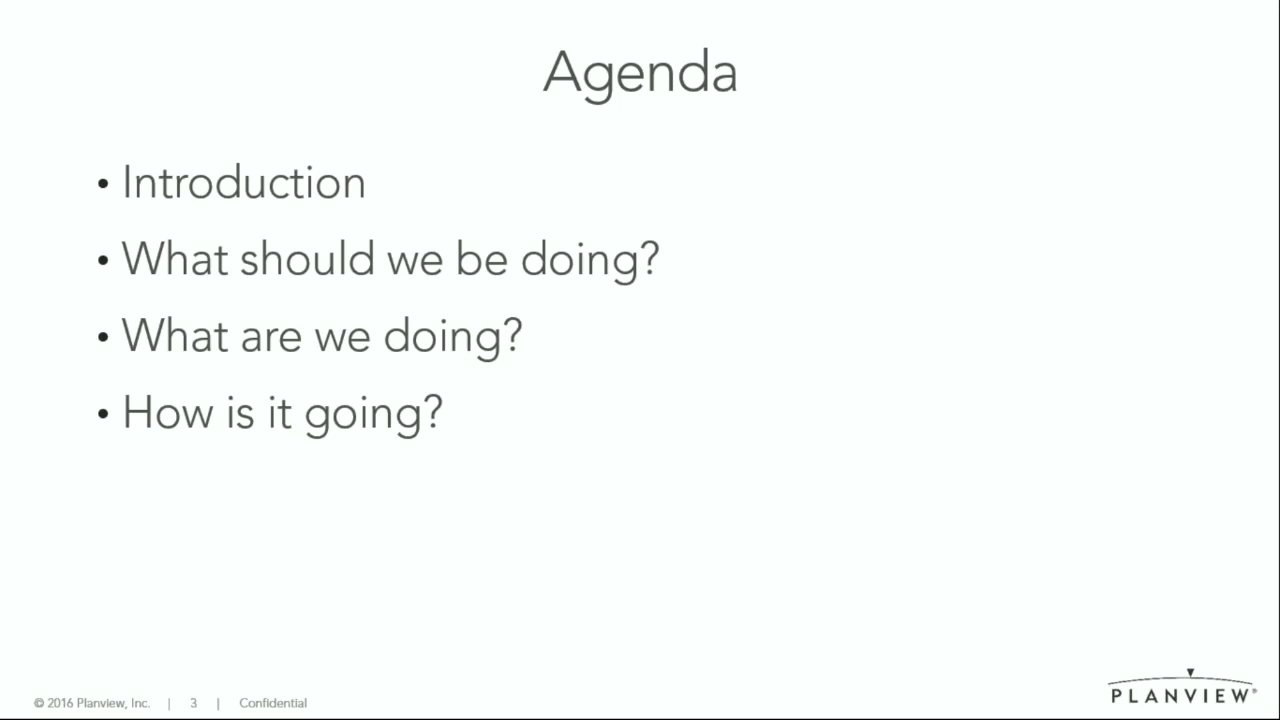 Agenda
• Introduction
• What should we be doing?
• What are we doing?
• How is it going?
© 2016 Planview, Inc. | 3 | Confidential
PLANVIEW®